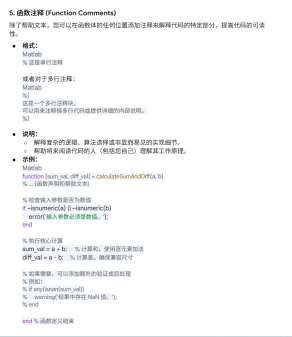 5. 函数注释 (Function Comments)
除了帮助文本，您可以在函数体的任何位置添加注释来解释代码的特定部分，提高代码的可读
性。
• 格式：
Matlab
% 这是单行注释
或者对于多行注释：
Matlab
%{
这是一个多行注释块。
可以用来注释掉多行代码或提供详细的内部说明。
%}
• 说明：
○ 解释复杂的逻辑、算法选择或非显而易见的实现细节。
○ 帮助将来阅读代码的人（包括您自己）理解其工作原理。
• 示例：
Matlab
function [sum_val, diff_val] = calculateSumAndDiff(a, b)
% ... (函数声明和帮助文本)
% 检查输入参数是否为数值
if ~isnumeric(a) || ~isnumeric(b)
error('输入参数必须是数值。');
end
% 执行核心计算
sum_val = a + b; % 计算和，使用逐元素加法
diff_val = a - b; % 计算差，确保兼容尺寸
% 如果需要，可以添加额外的验证或后处理
% 例如：
% if any(isnan(sum_val))
% warning('结果中存在 NaN 值。');
% end
end % 函数定义结束